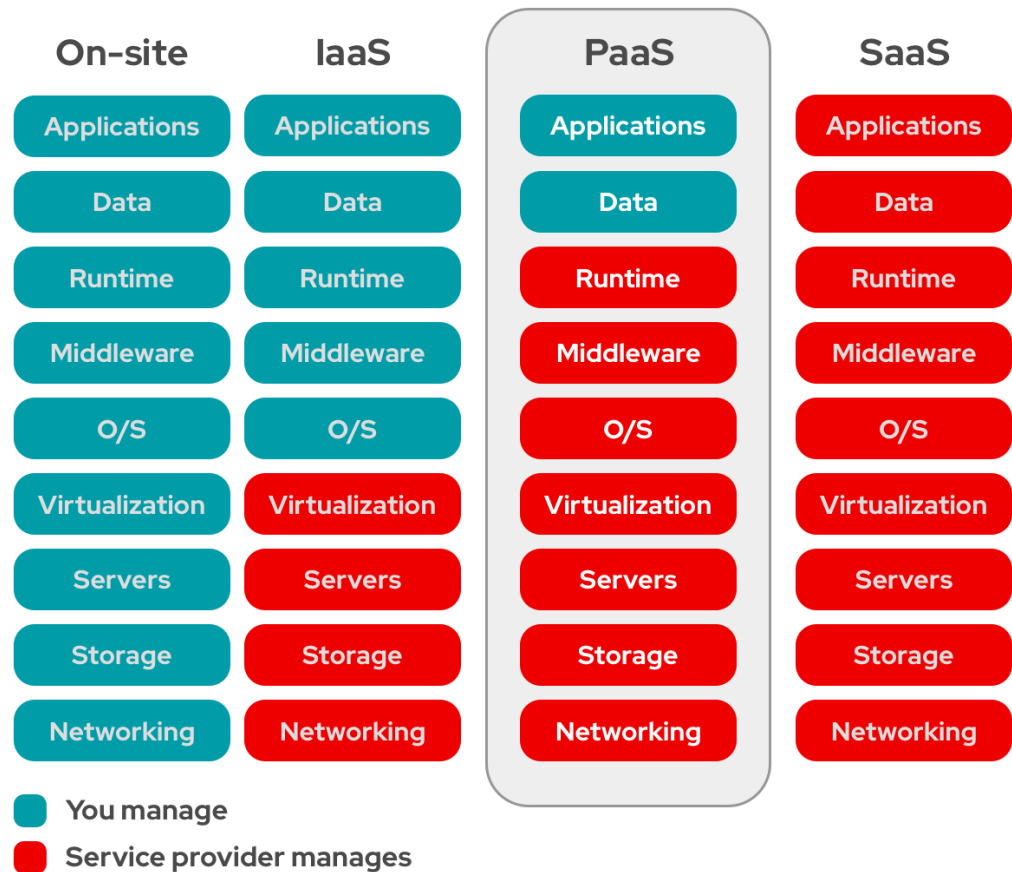 On-site IaaS PaaS SaaS
Applications Applications Applications Applications
Data Data Data Data
Runtime Runtime Runtime Runtime
Middleware Middleware Middleware Middleware
O/S O/S O/S O/S
Virtualization Virtualization Virtualization Virtualization
Servers Servers Servers Servers
Storage Storage Storage Storage
Networking Networking Networking Networking
You manage
Service provider manages